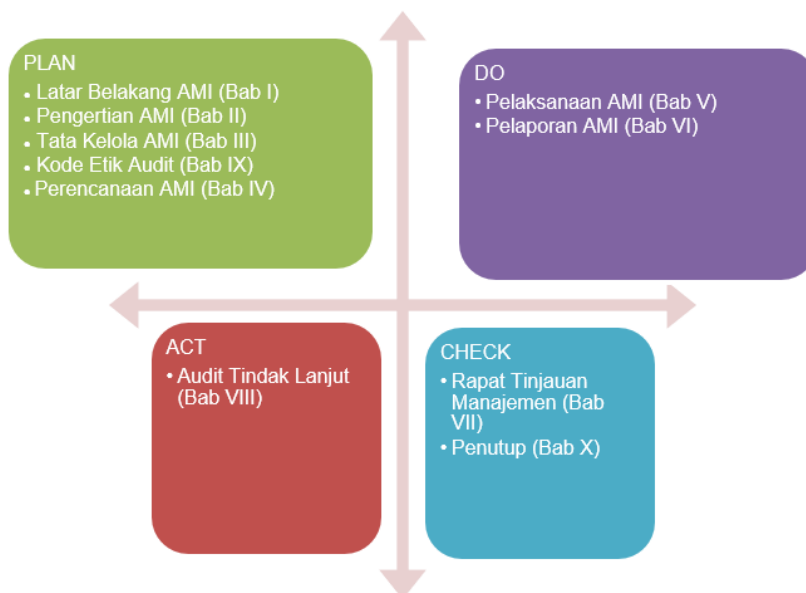 PLAN
• Latar Belakang AMI (Bab I)
• Pengertian AMI (Bab II)
• Tata Kelola AMI (Bab III)
• Kode Etik Audit (Bab IX)
• Perencanaan AMI (Bab IV)
DO
• Pelaksanaan AMI (Bab V)
• Pelaporan AMI (Bab VI)
ACT
• Audit Tindak Lanjut
(Bab VIII)
CHECK
• Rapat Tinjauan
Manajemen (Bab
VII)
• Penutup (Bab X)